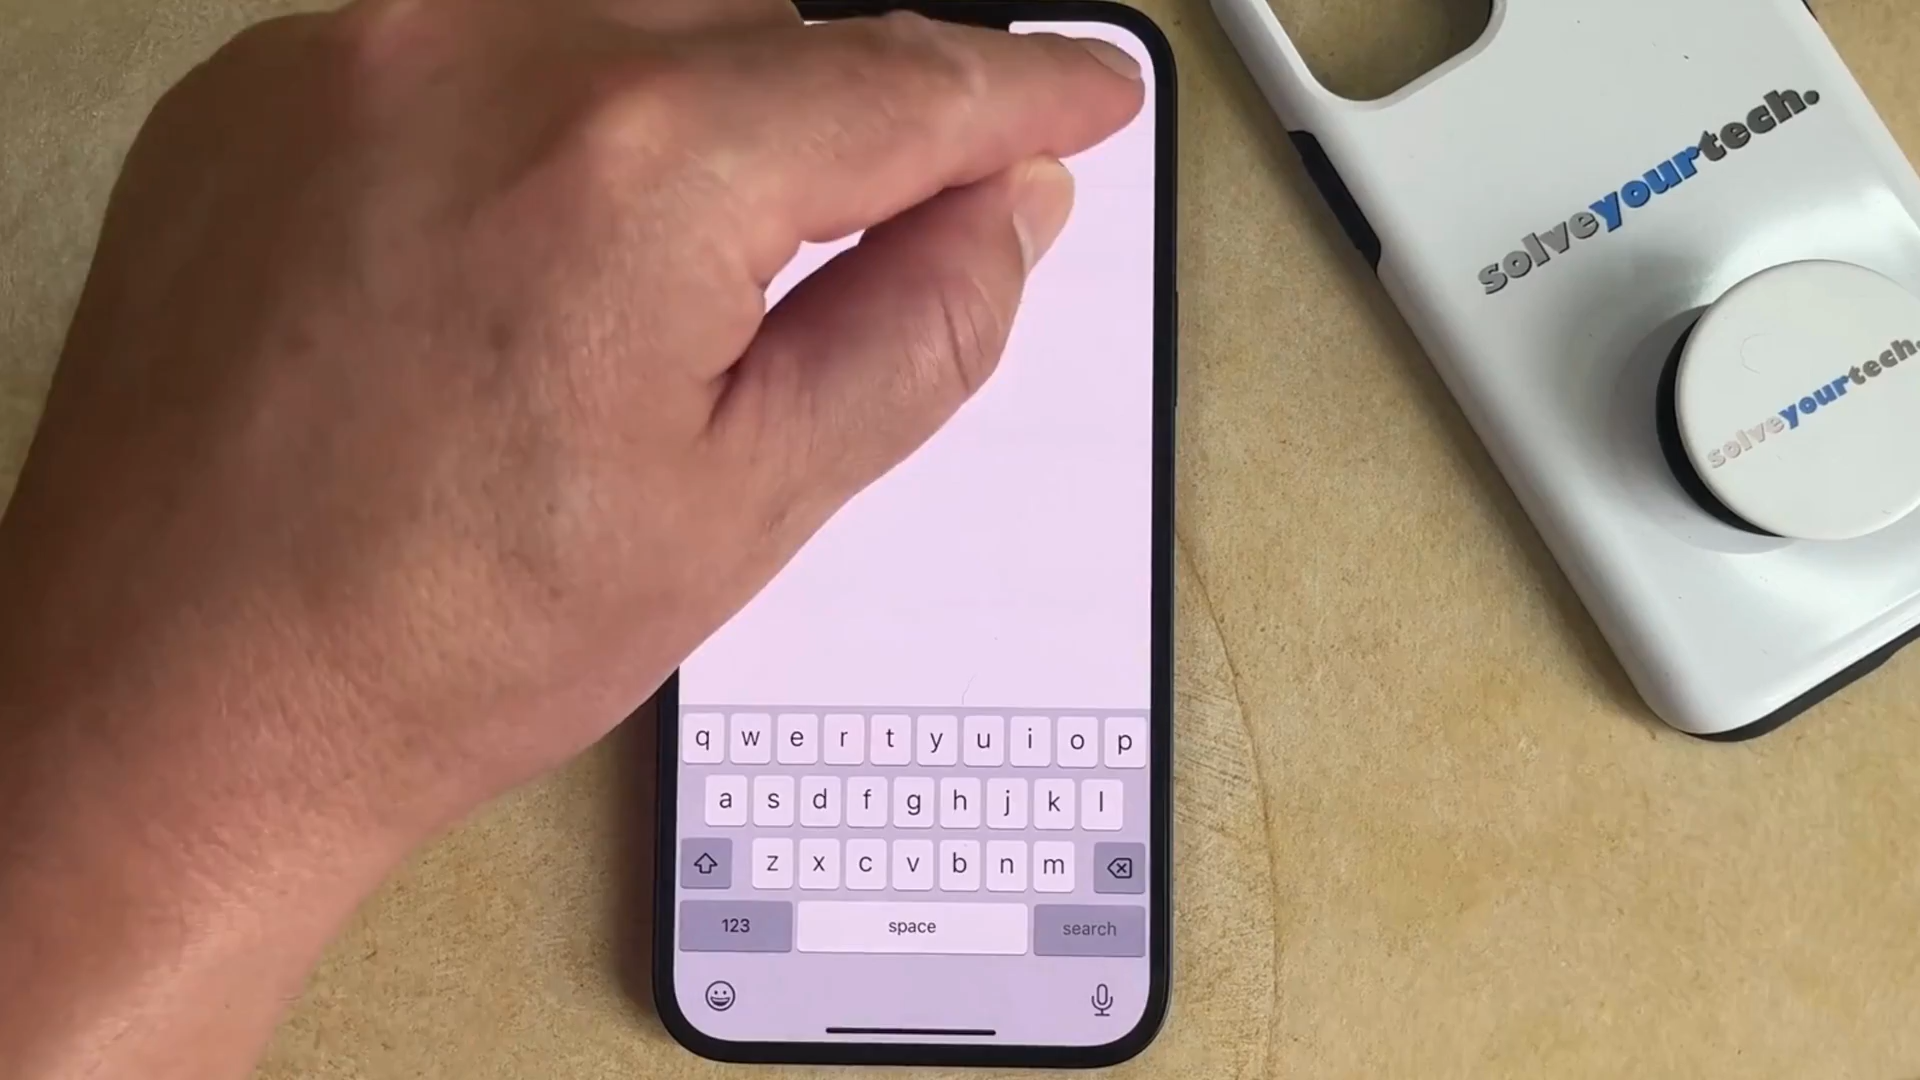 solveyourtech.
solveyourtech.
q w e r t y u i o p
a s d f g h j k l
z x c v b n m
123 space search